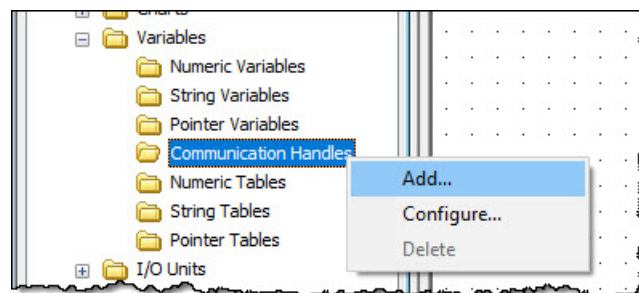 Charts
Variables
Numeric Variables
String Variables
Pointer Variables
Communication Handles
Numeric Tables
String Tables
Pointer Tables
I/O Units
Add...
Configure...
Delete